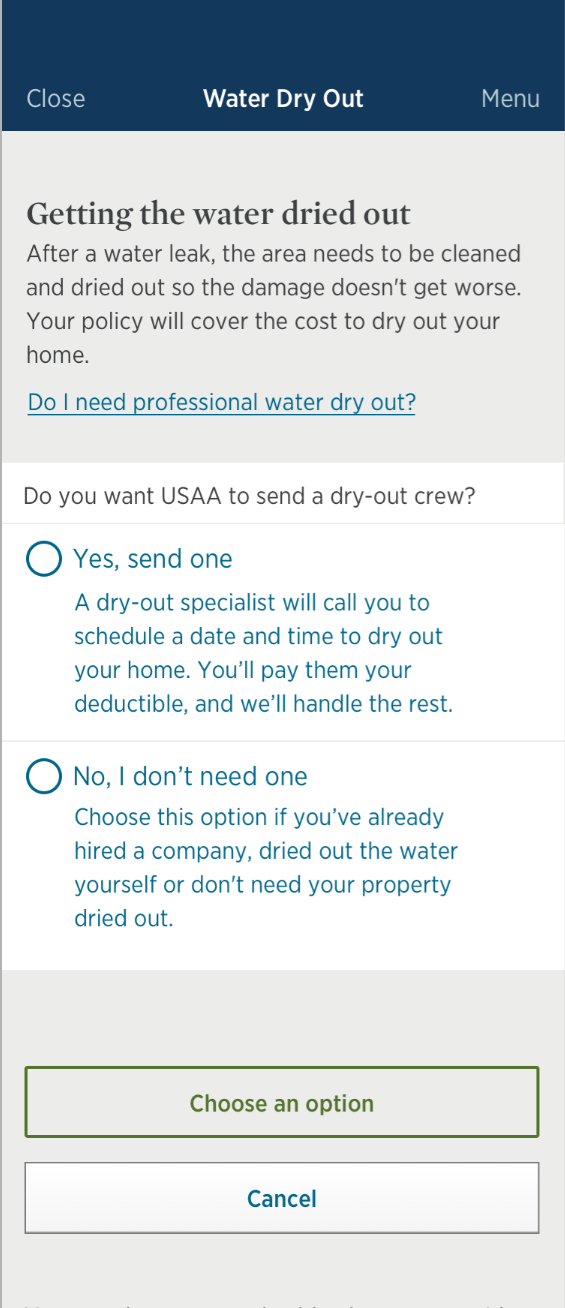 Close Water Dry Out Menu
Getting the water dried out
After a water leak, the area needs to be cleaned
and dried out so the damage doesn't get worse.
Your policy will cover the cost to dry out your
home.
Do I need professional water dry out?
Do you want USAA to send a dry-out crew?
Yes, send one
A dry-out specialist will call you to
schedule a date and time to dry out
your home. You’ll pay them your
deductible, and we’ll handle the rest.
No, I don’t need one
Choose this option if you’ve already
hired a company, dried out the water
yourself or don't need your property
dried out.
Choose an option
Cancel